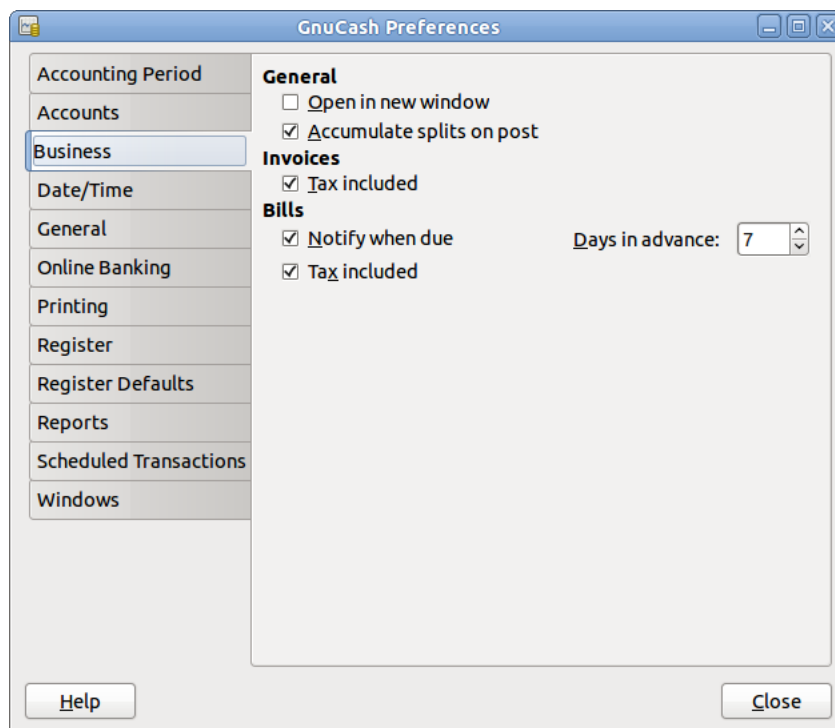 GnuCash Preferences
Accounting Period
Accounts
Business
Date/Time
General
Online Banking
Printing
Register
Register Defaults
Reports
Scheduled Transactions
Windows
General
Open in new window
Accumulate splits on post
Invoices
Tax included
Bills
Notify when due Days in advance: 7
Tax included
Help Close